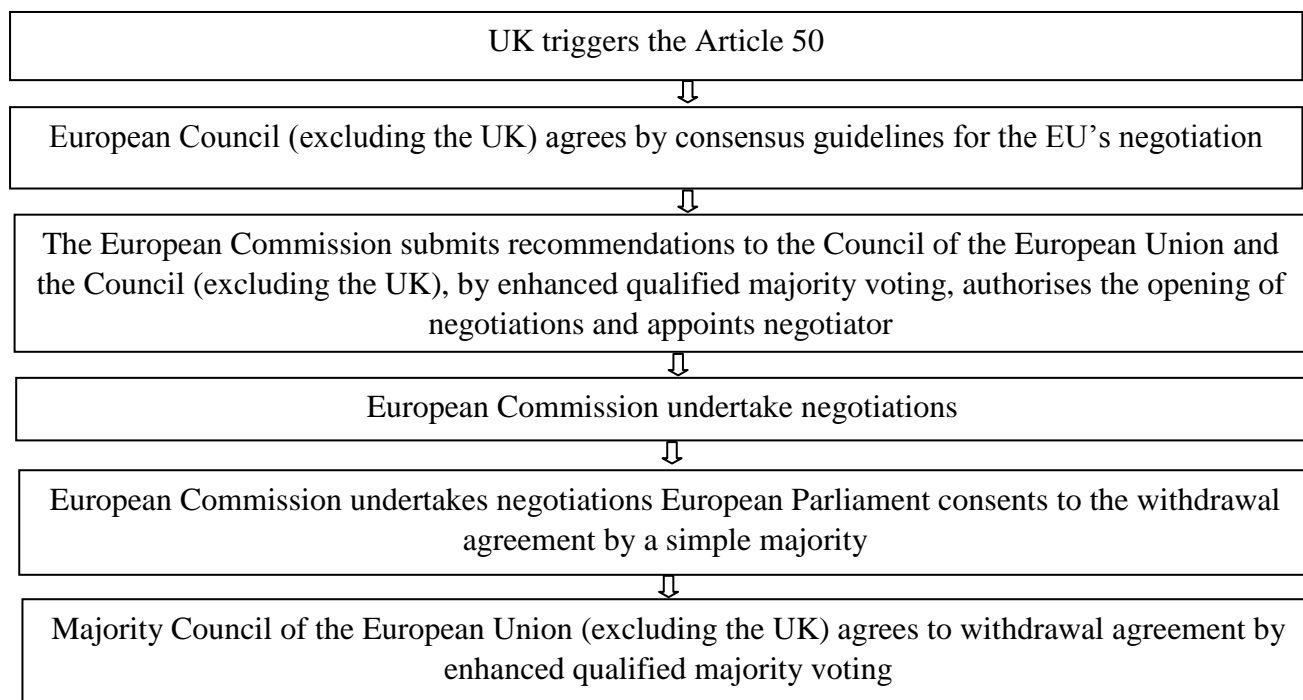 UK triggers the Article 50
European Council (excluding the UK) agrees by consensus guidelines for the EU’s negotiation
The European Commission submits recommendations to the Council of the European Union and
the Council (excluding the UK), by enhanced qualified majority voting, authorises the opening of
negotiations and appoints negotiator
European Commission undertake negotiations
European Commission undertakes negotiations European Parliament consents to the withdrawal
agreement by a simple majority
Majority Council of the European Union (excluding the UK) agrees to withdrawal agreement by
enhanced qualified majority voting